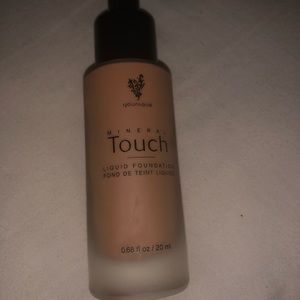 YOUNIQUE
MINERAL
Touch
LIQUID FOUNDATION
FOND DE TEINT LIQUIDE
0.68 fl oz / 20 ml